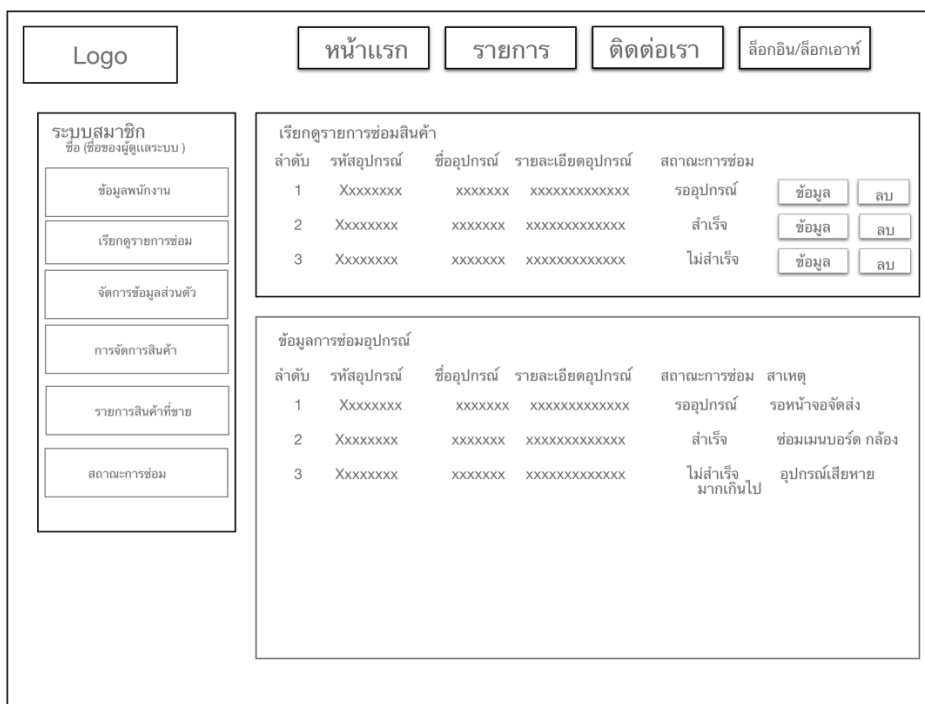 Logo
หน้าแรก
รายการ
ติดต่อเรา
ล็อกอิน/ล็อกเอาท์
ระบบสมาชิก
ชื่อ (ชื่อของผู้ดูแลระบบ )
ข้อมูลพนักงาน
เรียกดูรายการซ่อม
จัดการข้อมูลส่วนตัว
การจัดการสินค้า
รายการสินค้าที่ขาย
สถาณะการซ่อม
เรียกดูรายการซ่อมสินค้า
ลำดับ รหัสอุปกรณ์ ชื่ออุปกรณ์ รายละเอียดอุปกรณ์ สถาณะการซ่อม
1 Xxxxxxxx xxxxxxx xxxxxxxxxxxxx รออุปกรณ์ ข้อมูล ลบ
2 Xxxxxxxx xxxxxxx xxxxxxxxxxxxx สำเร็จ ข้อมูล ลบ
3 Xxxxxxxx xxxxxxx xxxxxxxxxxxxx ไม่สำเร็จ ข้อมูล ลบ
ข้อมูลการซ่อมอุปกรณ์
ลำดับ รหัสอุปกรณ์ ชื่ออุปกรณ์ รายละเอียดอุปกรณ์ สถาณะการซ่อม สาเหตุ
1 Xxxxxxxx xxxxxxx xxxxxxxxxxxxx รออุปกรณ์ รอหน้าจอจัดส่ง
2 Xxxxxxxx xxxxxxx xxxxxxxxxxxxx สำเร็จ ซ่อมเมนบอร์ด กล้อง
3 Xxxxxxxx xxxxxxx xxxxxxxxxxxxx ไม่สำเร็จ อุปกรณ์เสียหาย
มากเกินไป